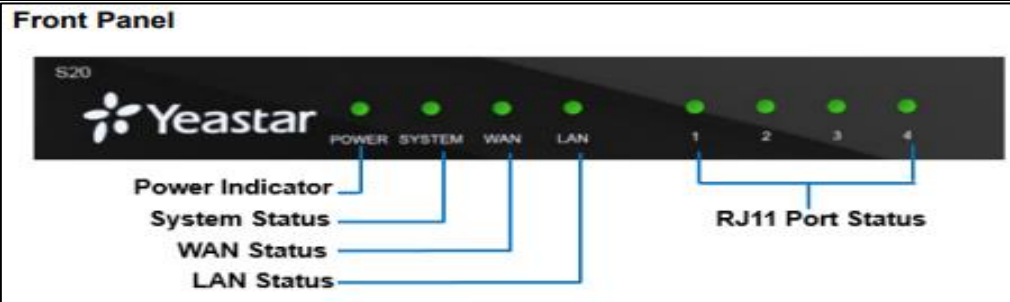 Front Panel
S20
Yeastar
POWER SYSTEM WAN LAN 1 2 3 4
Power Indicator
System Status
WAN Status
LAN Status
RJ11 Port Status